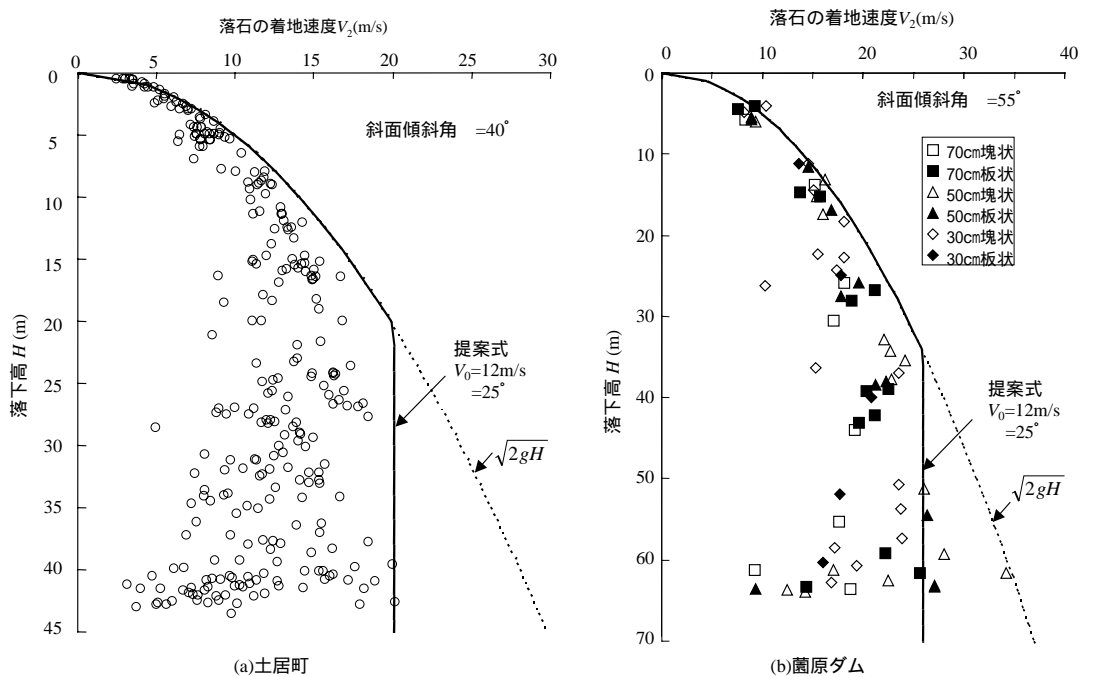 落石の着地速度V2(m/s)
0 5 10 15 20 25 30
0
5
10
15
20
25
30
35
40
45
落下高 H (m)
斜面傾斜角 =40°
提案式
V0=12m/s
=25°
√2gH
(a)土居町
落石の着地速度V2(m/s)
0 10 20 30 40
0
10
20
30
40
50
60
70
落下高 H (m)
斜面傾斜角 =55°
70cm塊状
70cm板状
50cm塊状
50cm板状
30cm塊状
30cm板状
提案式
V0=12m/s
=25°
√2gH
(b)薗原ダム